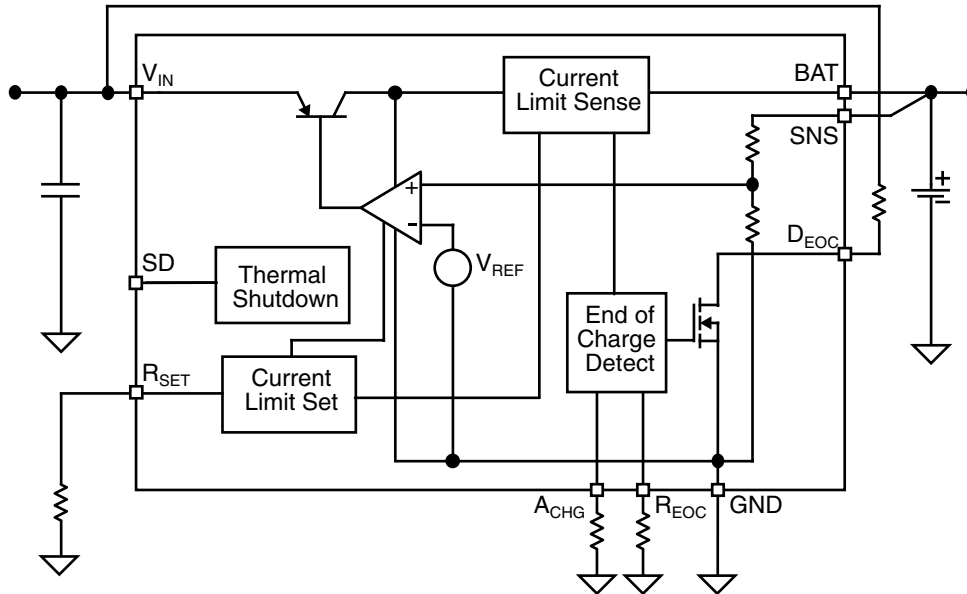 V_IN
Current
Limit Sense
BAT
SNS
+
+
-
D_EOC
SD
Thermal
Shutdown
V_REF
End of
Charge
Detect
R_SET
Current
Limit Set
A_CHG
R_EOC
GND